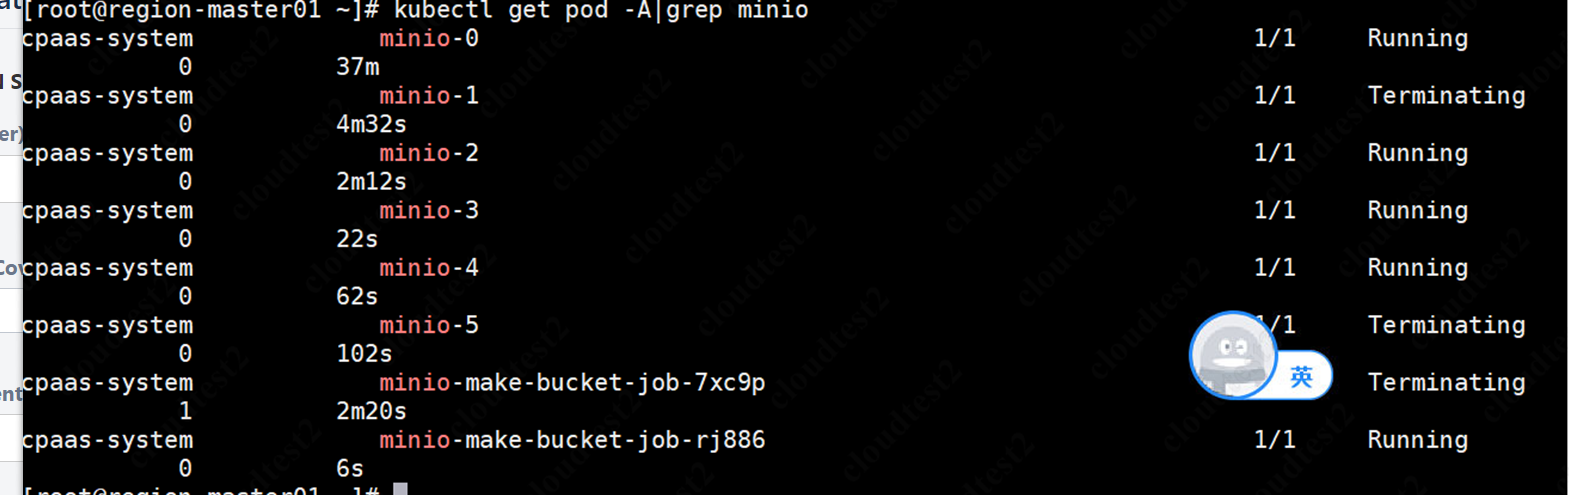 [root@region-master01 ~]# kubectl get pod -A|grep minio
cpaas-system minio-0 1/1 Running
0 37m
cpaas-system minio-1 1/1 Terminating
0 4m32s
cpaas-system minio-2 1/1 Running
0 2m12s
cpaas-system minio-3 1/1 Running
0 22s
cpaas-system minio-4 1/1 Running
0 62s
cpaas-system minio-5 /1 Terminating
0 102s
cpaas-system minio-make-bucket-job-7xc9p Terminating
英
1 2m20s
cpaas-system minio-make-bucket-job-rj886 1/1 Running
0 6s
[root@region-master01 ~]#
cloudtest2